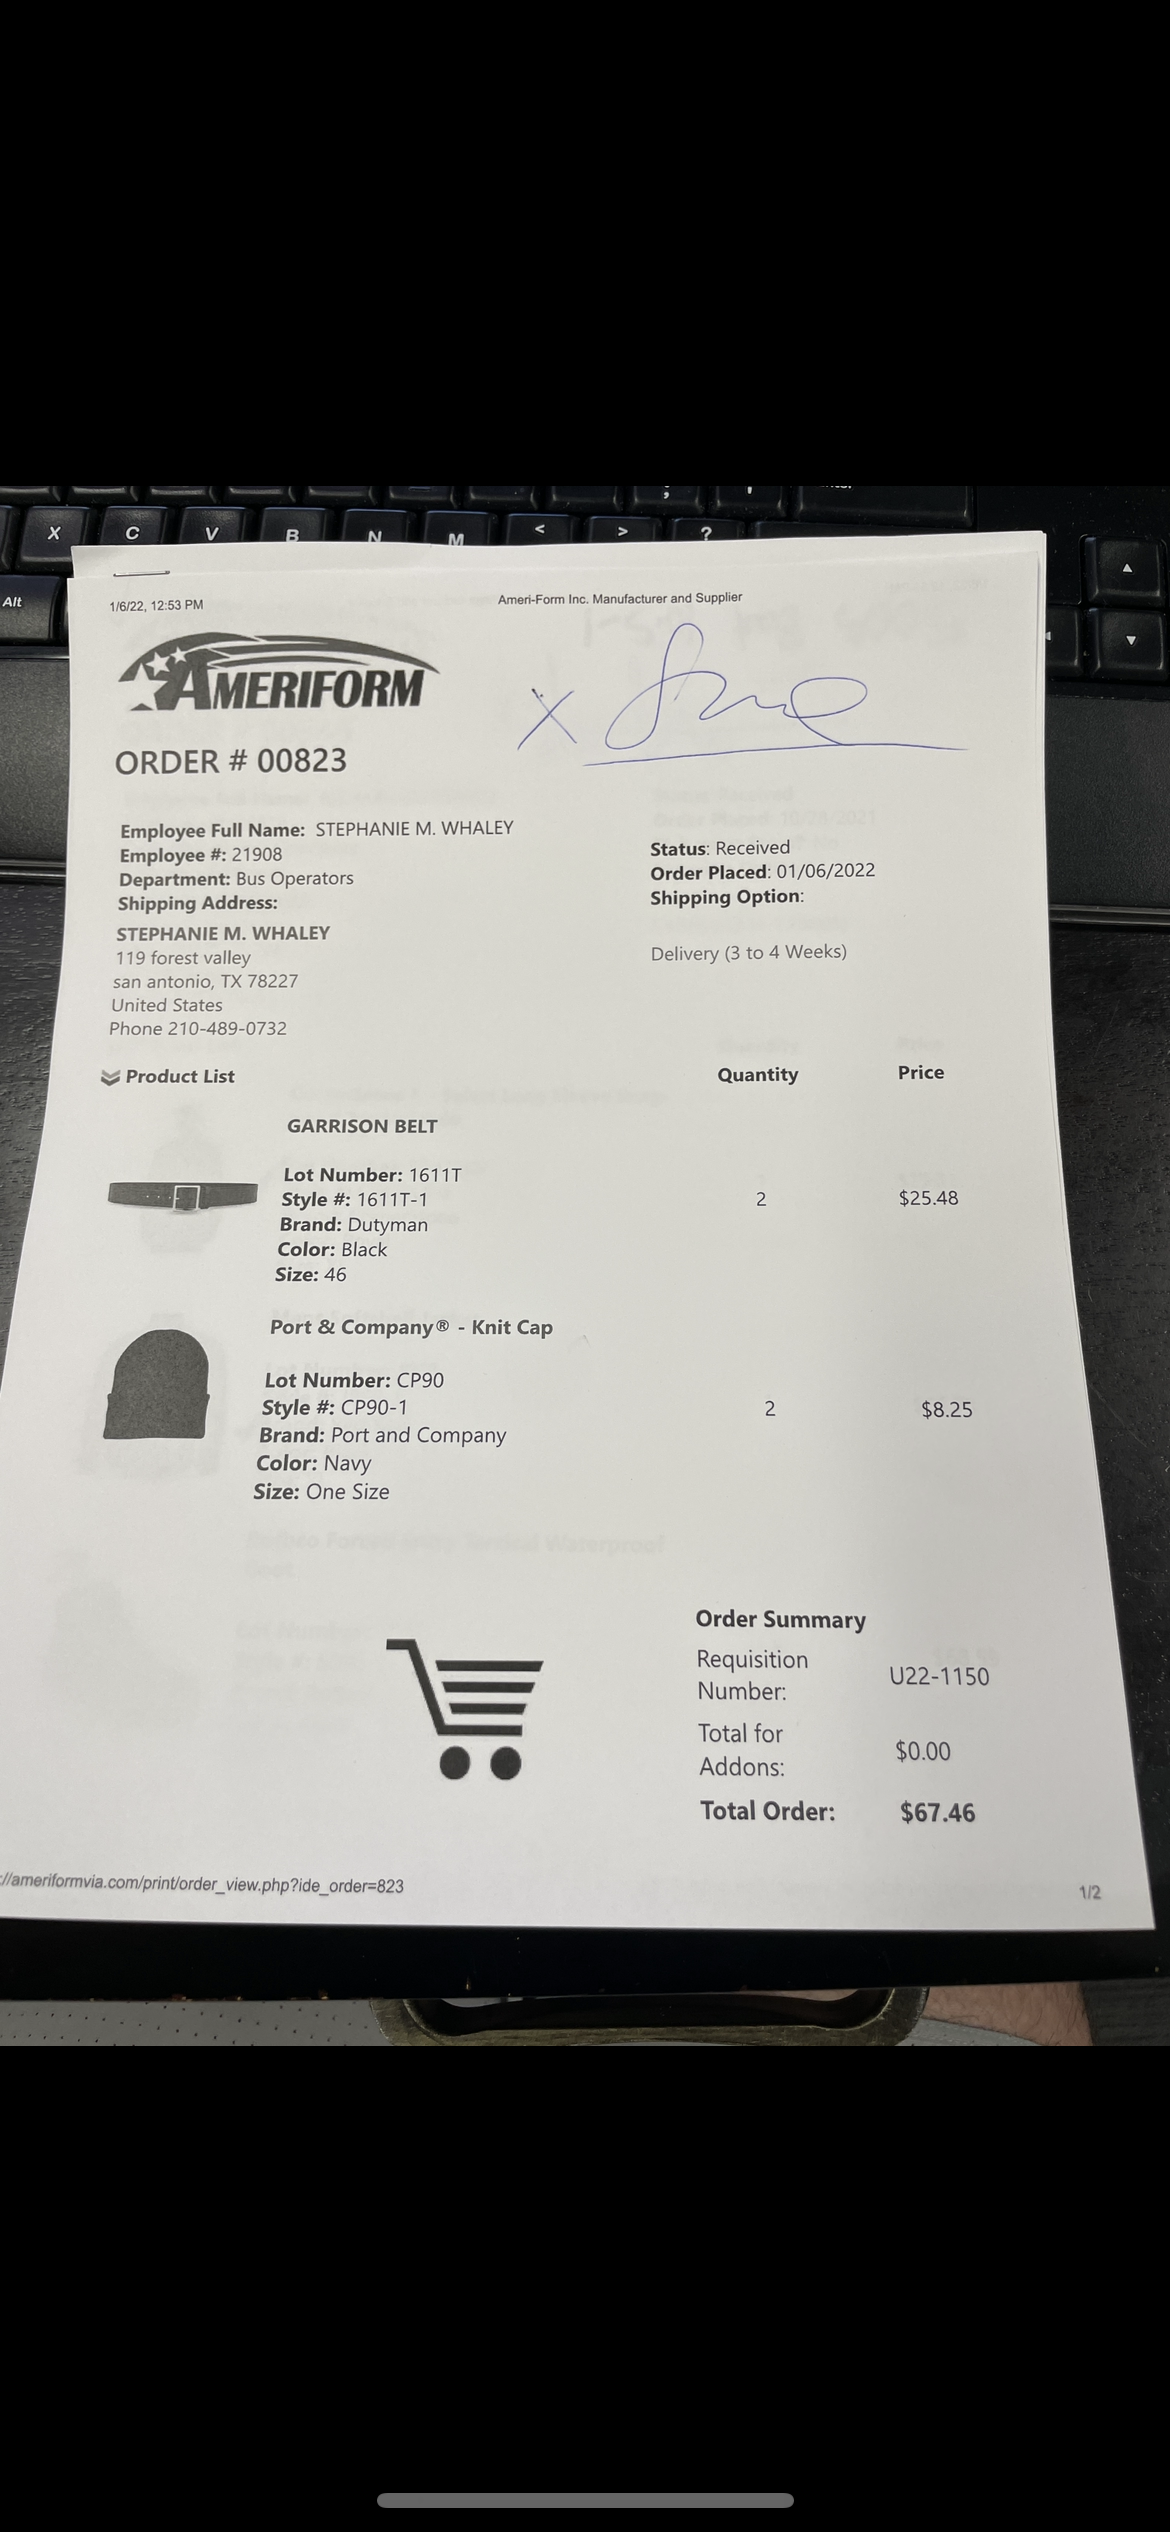 X C V B N M < > ?
Alt
1/6/22, 12:53 PM
Ameri-Form Inc. Manufacturer and Supplier
AMERIFORM
X
ORDER # 00823
Employee Full Name: STEPHANIE M. WHALEY
Employee #: 21908
Department: Bus Operators
Shipping Address:
STEPHANIE M. WHALEY
119 forest valley
san antonio, TX 78227
United States
Phone 210-489-0732
Status: Received
Order Placed: 01/06/2022
Shipping Option:
Delivery (3 to 4 Weeks)
Product List Quantity Price
GARRISON BELT
Lot Number: 1611T
Style #: 1611T-1 2 $25.48
Brand: Dutyman
Color: Black
Size: 46
Port & Company® - Knit Cap
Lot Number: CP90
Style #: CP90-1 2 $8.25
Brand: Port and Company
Color: Navy
Size: One Size
Order Summary
Requisition
Number: U22-1150
Total for
Addons: $0.00
Total Order: $67.46
://ameriformvia.com/print/order_view.php?ide_order=823
1/2